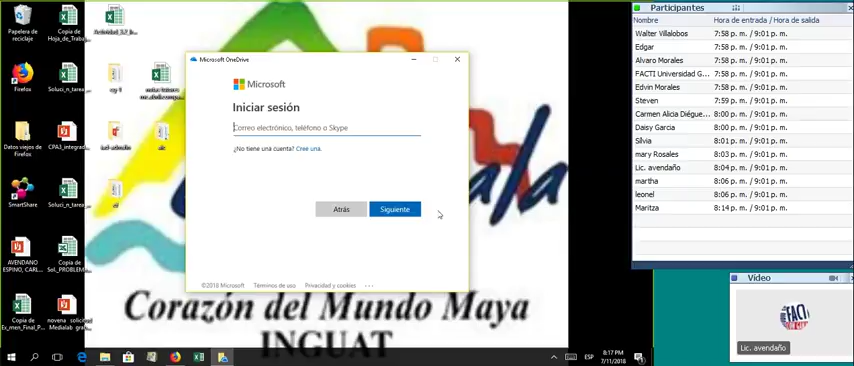 Papelera de
reciclaje
Copia de
Hoja_de_Trabaj...
Firefox
Soluci_n_tarea_...
Datos viejos de
Firefox
CPA3_integrant...
SmartShare
Soluci_n_tarea_...
AVENDANO
ESPINO, CARL...
Copia de
Sol_PROBLEMA...
Copia de
Ex_men_Final_P...
novena solicitud
Medialab gra...
Microsoft OneDrive
Microsoft
Iniciar sesión
Correo electrónico, teléfono o Skype
¿No tiene una cuenta? Cree una.
Atrás
Siguiente
©2018 Microsoft Términos de uso Privacidad y cookies ...
Corazón del Mundo Maya
INGUAT
ESP
8:17 PM
7/11/2018
Participantes
Nombre Hora de entrada / Hora de salida
Walter Villalobos 7:58 p. m. / 9:01 p. m.
Edgar 7:58 p. m. / 9:01 p. m.
Alvaro Morales 7:58 p. m. / 9:01 p. m.
FACTI Universidad G... 7:58 p. m. / 9:01 p. m.
Edvin Morales 7:58 p. m. / 9:01 p. m.
Steven 7:59 p. m. / 9:01 p. m.
Carmen Alicia Diégue... 8:00 p. m. / 9:01 p. m.
Daisy Garcia 8:00 p. m. / 9:01 p. m.
Silvia 8:01 p. m. / 9:01 p. m.
mary Rosales 8:03 p. m. / 9:01 p. m.
Lic. avendaño 8:04 p. m. / 9:01 p. m.
martha 8:06 p. m. / 9:01 p. m.
leonel 8:06 p. m. / 9:01 p. m.
Maritza 8:14 p. m. / 9:01 p. m.
Vídeo
FACTI
Lic. avendaño